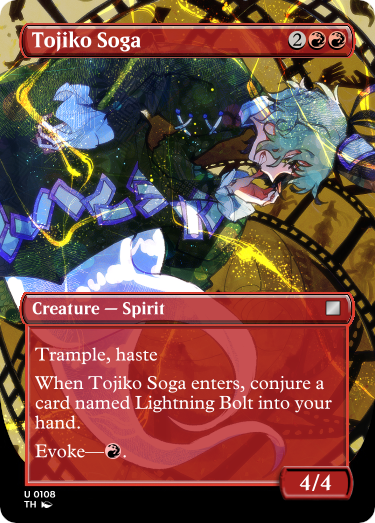 Tojiko Soga 2
Creature — Spirit
Trample, haste
When Tojiko Soga enters, conjure a
card named Lightning Bolt into your
hand.
Evoke—.
4/4
U 0108
TH